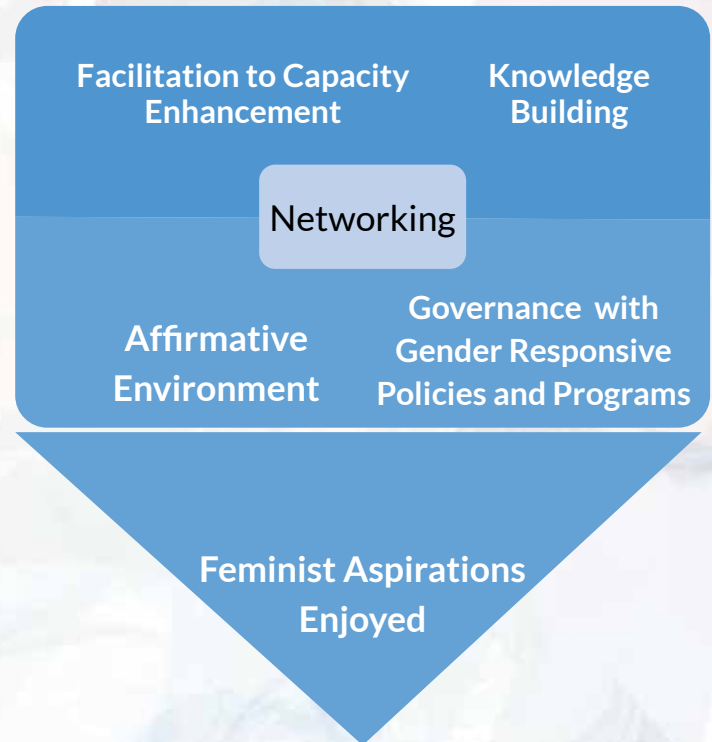 Facilitation to Capacity
Enhancement
Knowledge
Building
Networking
Affirmative
Environment
Governance with
Gender Responsive
Policies and Programs
Feminist Aspirations
Enjoyed